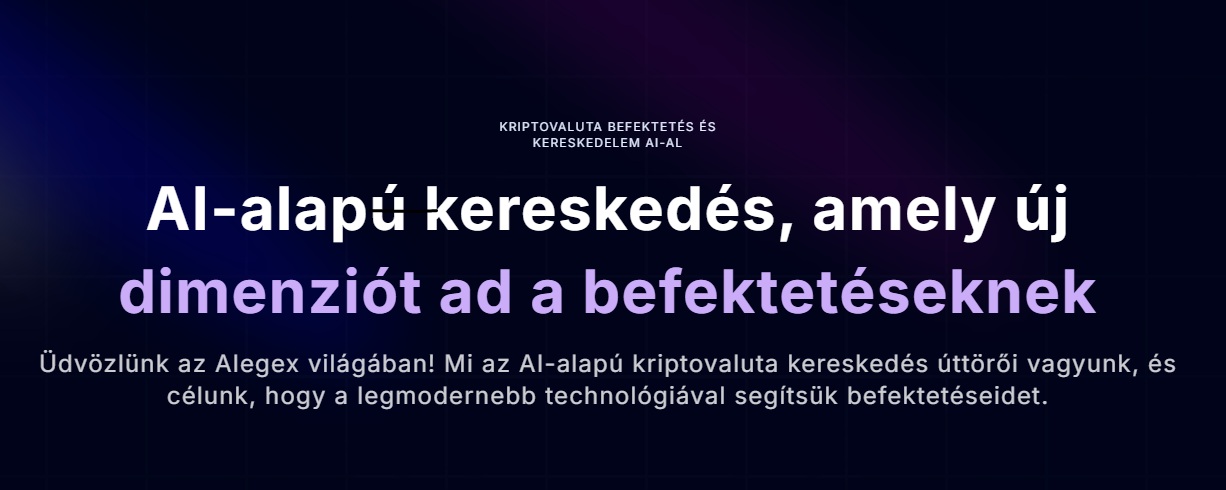 KRIPTOVALUTA BEFEKTETÉS ÉS
KERESKEDELEM AI-AL
AI-alapú kereskedés, amely új
dimenziót ad a befektetéseknek
Üdvözlünk az Alegex világában! Mi az AI-alapú kriptovaluta kereskedés úttörői vagyunk, és
célunk, hogy a legmodernebb technológiával segítsük befektetéseidet.